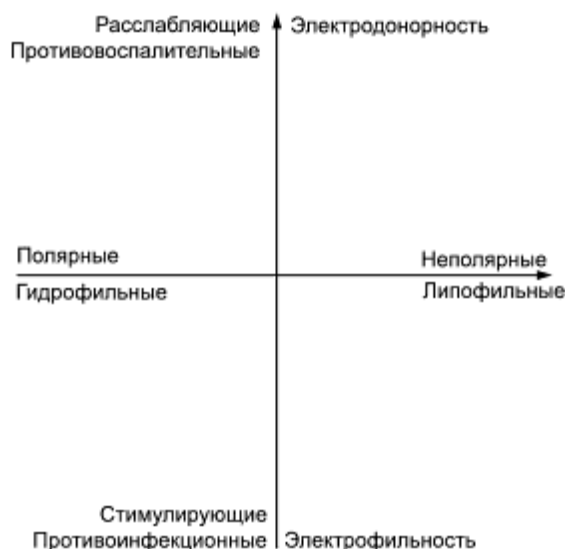 Расслабляющие
Противовоспалительные
Электродонорность
Полярные
Гидрофильные
Неполярные
Липофильные
Стимулирующие
Противоинфекционные
Электрофильность